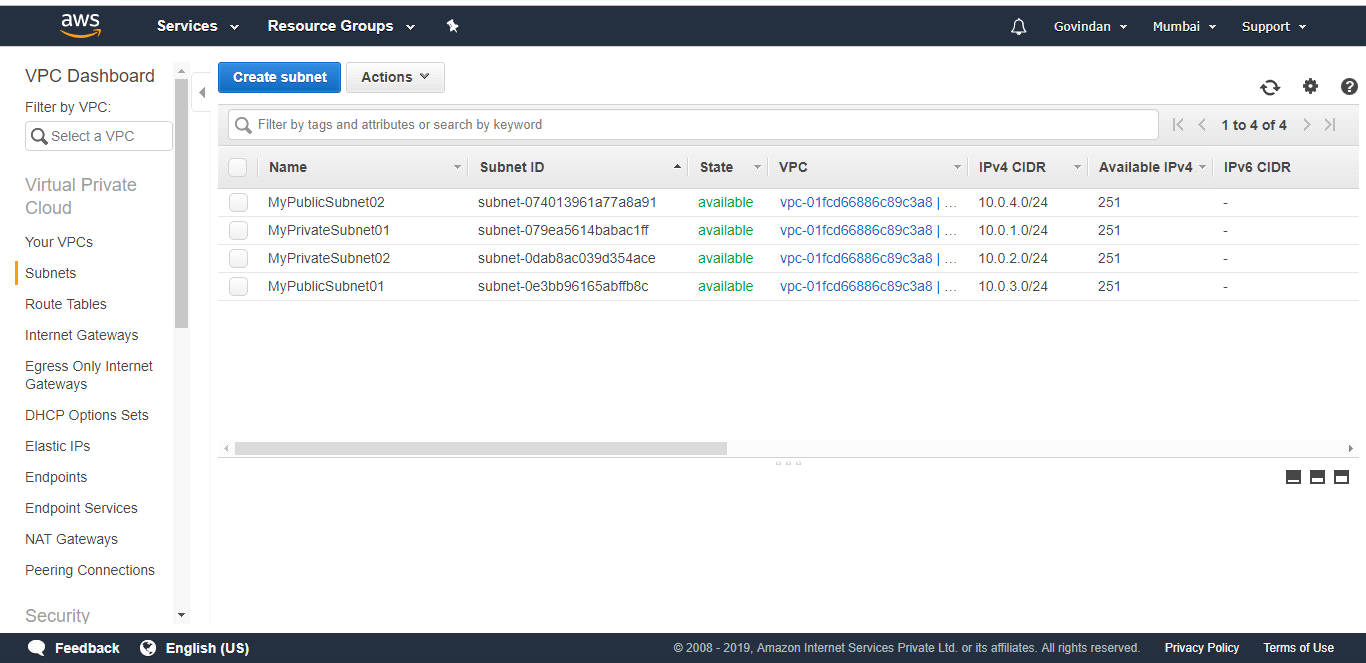 aws Services Resource Groups Govindan Mumbai Support
VPC Dashboard
Filter by VPC:
Select a VPC
Virtual Private
Cloud
Your VPCs
Subnets
Route Tables
Internet Gateways
Egress Only Internet
Gateways
DHCP Options Sets
Elastic IPs
Endpoints
Endpoint Services
NAT Gateways
Peering Connections
Security
Create subnet Actions
Filter by tags and attributes or search by keyword 1 to 4 of 4
Name Subnet ID State VPC IPv4 CIDR Available IPv4 IPv6 CIDR
MyPublicSubnet02 subnet-074013961a77a8a91 available vpc-01fcd66886c89c3a8 | ... 10.0.4.0/24 251 -
MyPrivateSubnet01 subnet-079ea5614babac1ff available vpc-01fcd66886c89c3a8 | ... 10.0.1.0/24 251 -
MyPrivateSubnet02 subnet-0dab8ac039d354ace available vpc-01fcd66886c89c3a8 | ... 10.0.2.0/24 251 -
MyPublicSubnet01 subnet-0e3bb96165abffb8c available vpc-01fcd66886c89c3a8 | ... 10.0.3.0/24 251 -
Feedback English (US) © 2008 - 2019, Amazon Internet Services Private Ltd. or its affiliates. All rights reserved. Privacy Policy Terms of Use